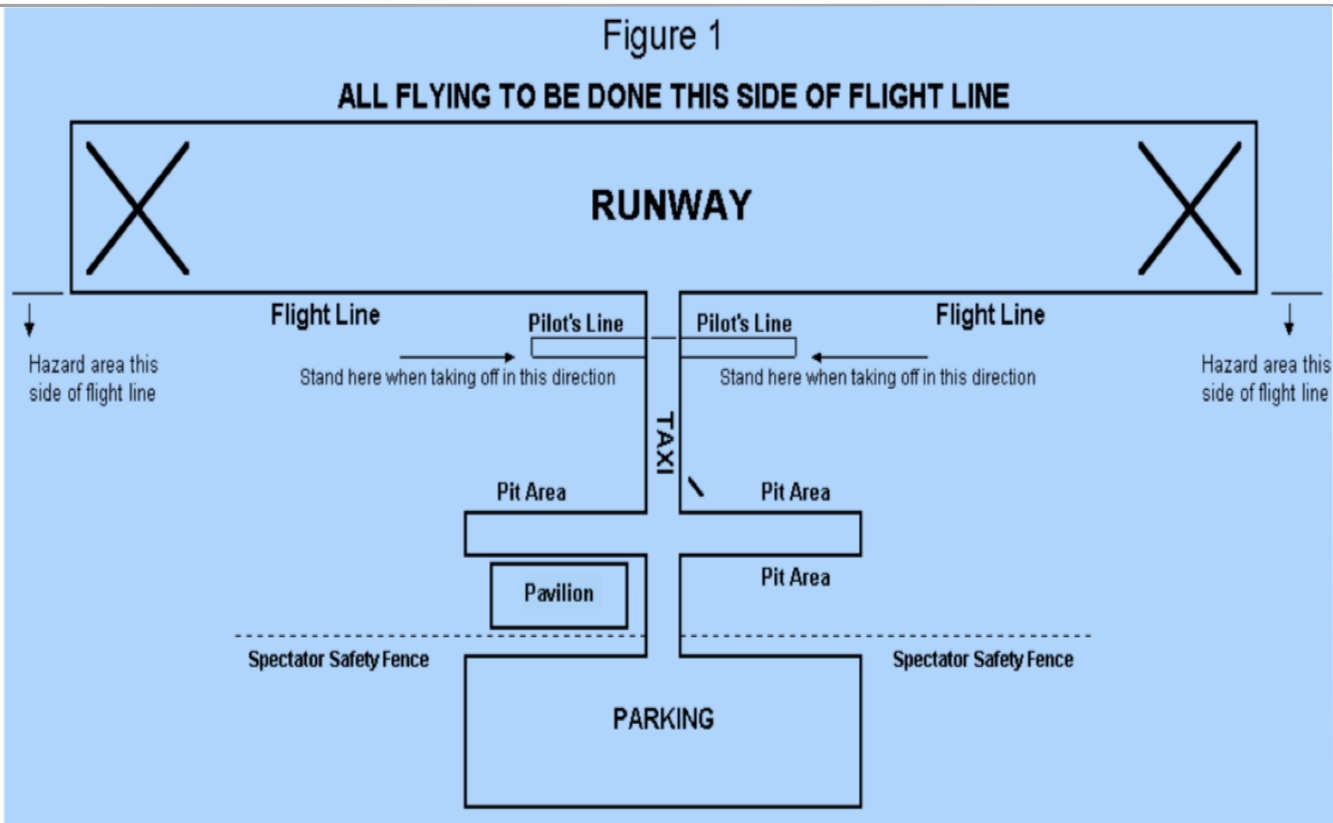 Figure 1
ALL FLYING TO BE DONE THIS SIDE OF FLIGHT LINE
RUNWAY
Flight Line
Pilot's Line
Pilot's Line
Flight Line
Hazard area this
side of flight line
Stand here when taking off in this direction
Stand here when taking off in this direction
Hazard area this
side of flight line
TAXI
Pit Area
Pit Area
Pavilion
Pit Area
Spectator Safety Fence
Spectator Safety Fence
PARKING